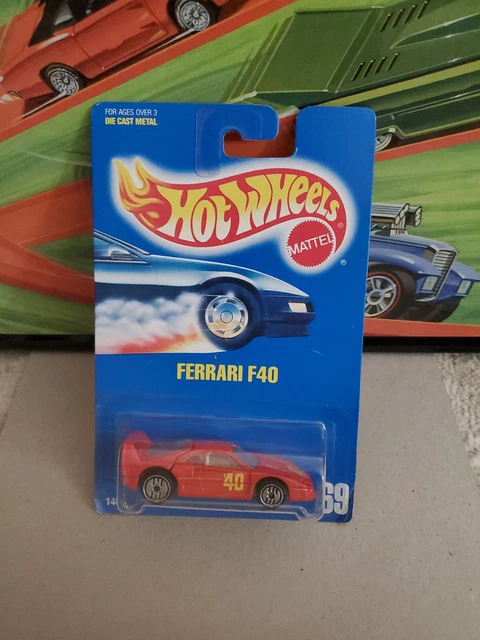 FOR AGES OVER 3
DIE CAST METAL
HOT WHEELS
MATTEL
®
®
FERRARI F40
40
69